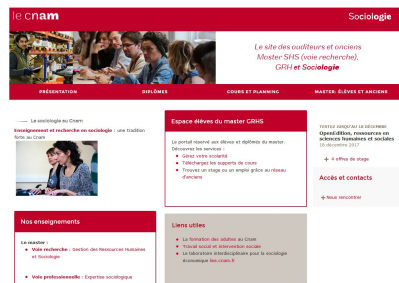 le cnam
Sociologie
Le site des auditeurs et anciens
Master SHS (voie recherche),
GRH et Sociologie
PRÉSENTATION
DIPLÔMES
COURS ET PLANNING
MASTER: ÉLÈVES ET ANCIENS
La sociologie au Cnam
Enseignement et recherche en sociologie : une tradition
forte au Cnam
Espace élèves du master GRHS
Le portail réservé aux élèves et diplômés du master.
Découvrez les services :
Gérez votre scolarité
Téléchargez les supports de cours
Trouvez un stage ou un emploi grâce au réseau
d'anciens
OpenEdition, ressources en
sciences humaines et sociales
18 décembre 2017
4 offres de stage
Accès et contacts
Nous rencontrer
Nos enseignements
Le master :
Voie recherche : Gestion des Ressources Humaines
et Sociologie
Voie professionnelle : Expertise sociologique
Liens utiles
La formation des adultes au Cnam
Travail social et intervention sociale
Le laboratoire interdisciplinaire pour la sociologie
économique lise.cnam.fr